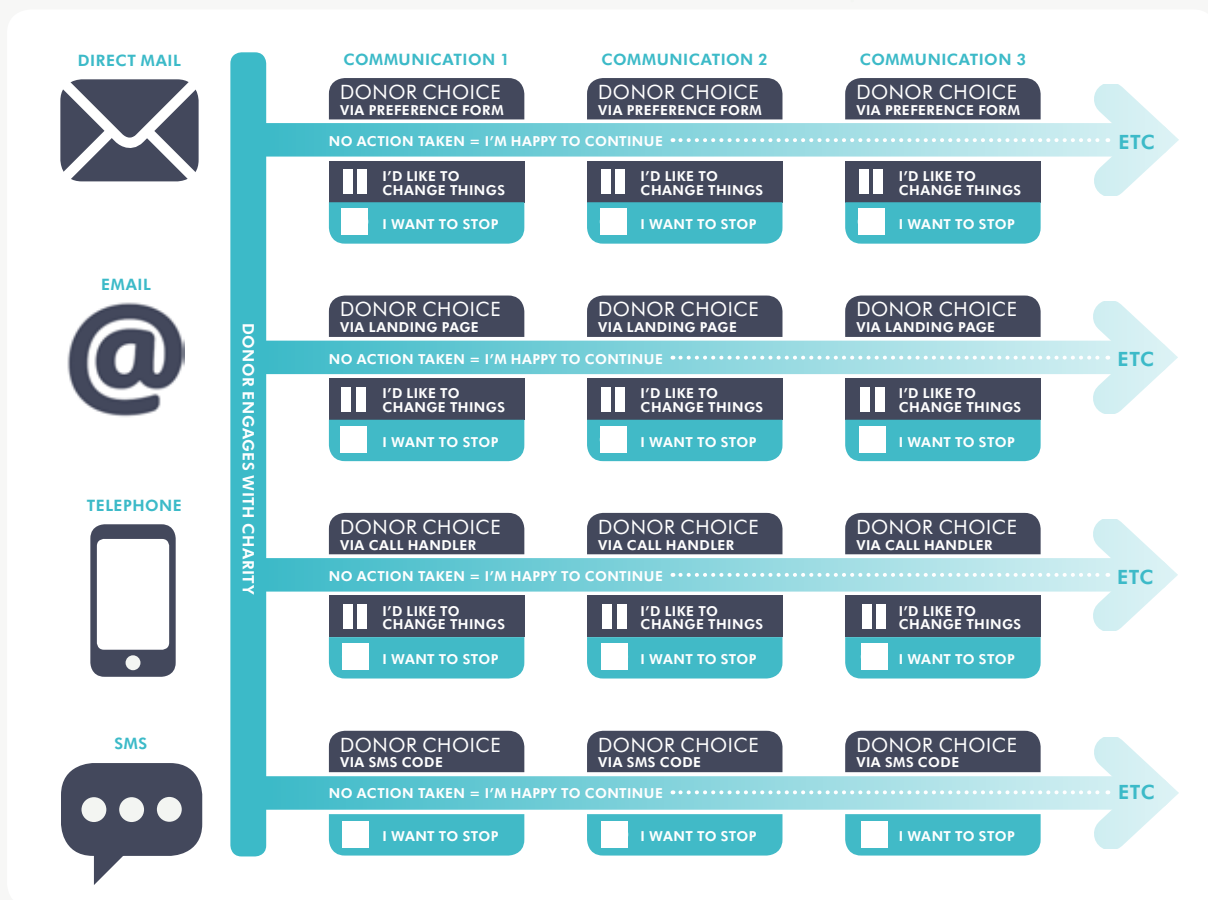 DIRECT MAIL
COMMUNICATION 1
COMMUNICATION 2
COMMUNICATION 3
DONOR CHOICE
VIA PREFERENCE FORM
DONOR CHOICE
VIA PREFERENCE FORM
DONOR CHOICE
VIA PREFERENCE FORM
NO ACTION TAKEN = I’M HAPPY TO CONTINUE
ETC
I’D LIKE TO
CHANGE THINGS
I WANT TO STOP
I’D LIKE TO
CHANGE THINGS
I WANT TO STOP
I’D LIKE TO
CHANGE THINGS
I WANT TO STOP
DONOR ENGAGES WITH CHARITY
EMAIL
DONOR CHOICE
VIA LANDING PAGE
DONOR CHOICE
VIA LANDING PAGE
DONOR CHOICE
VIA LANDING PAGE
@
NO ACTION TAKEN = I’M HAPPY TO CONTINUE
ETC
I’D LIKE TO
CHANGE THINGS
I WANT TO STOP
I’D LIKE TO
CHANGE THINGS
I WANT TO STOP
I’D LIKE TO
CHANGE THINGS
I WANT TO STOP
TELEPHONE
DONOR CHOICE
VIA CALL HANDLER
DONOR CHOICE
VIA CALL HANDLER
DONOR CHOICE
VIA CALL HANDLER
NO ACTION TAKEN = I’M HAPPY TO CONTINUE
ETC
I’D LIKE TO
CHANGE THINGS
I WANT TO STOP
I’D LIKE TO
CHANGE THINGS
I WANT TO STOP
I’D LIKE TO
CHANGE THINGS
I WANT TO STOP
SMS
DONOR CHOICE
VIA SMS CODE
DONOR CHOICE
VIA SMS CODE
DONOR CHOICE
VIA SMS CODE
NO ACTION TAKEN = I’M HAPPY TO CONTINUE
ETC
I WANT TO STOP
I WANT TO STOP
I WANT TO STOP